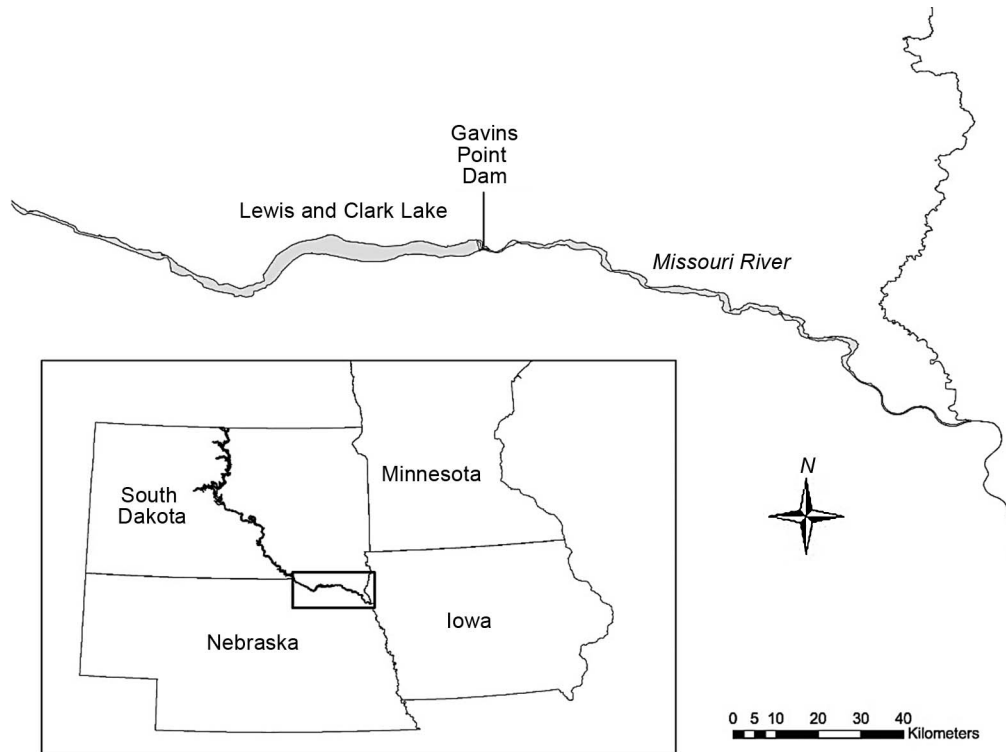 Gavins
Point
Dam
Lewis and Clark Lake
Missouri River
South
Dakota
Minnesota
Nebraska
Iowa
N
0 5 10 20 30 40
Kilometers